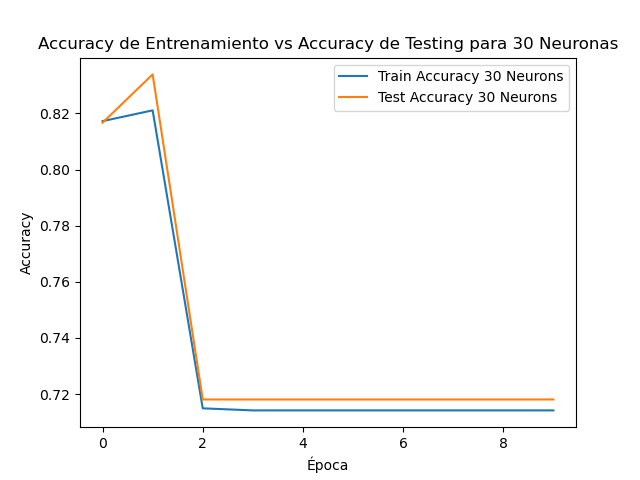 Accuracy de Entrenamiento vs Accuracy de Testing para 30 Neuronas
Train Accuracy 30 Neurons
Test Accuracy 30 Neurons
Accuracy
0.82
0.80
0.78
0.76
0.74
0.72
0 2 4 6 8
Época